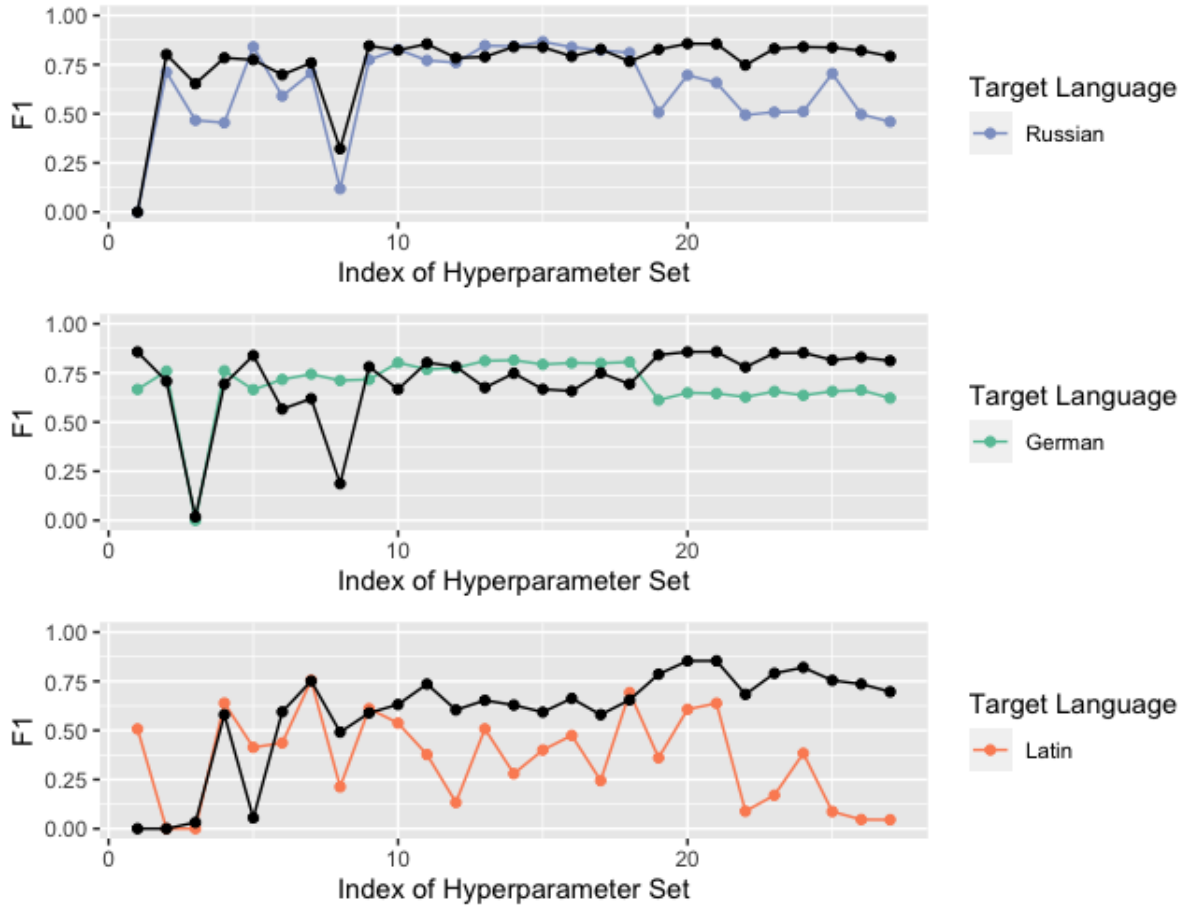 1.00
0.75
0.50
0.25
0.00
F1
0
10
20
Index of Hyperparameter Set
Target Language
Russian
1.00
0.75
0.50
0.25
0.00
F1
0
10
20
Index of Hyperparameter Set
Target Language
German
1.00
0.75
0.50
0.25
0.00
F1
0
10
20
Index of Hyperparameter Set
Target Language
Latin